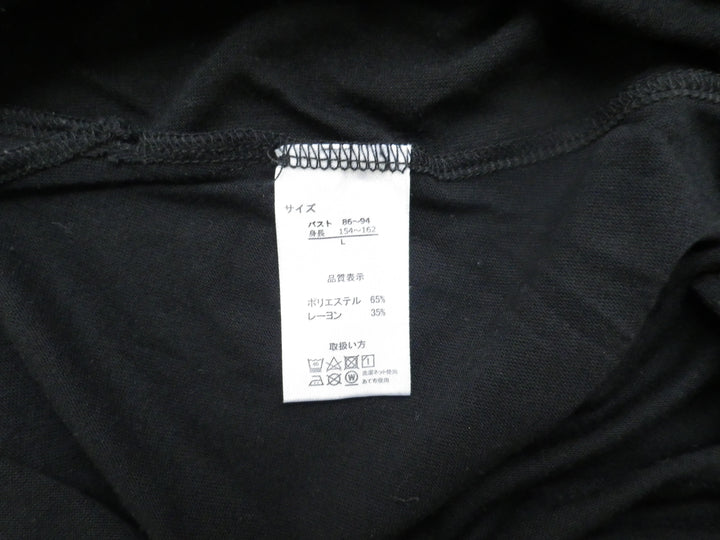 サイズ
バスト 86〜94
身長 154〜162
L
品質表示
ポリエステル 65%
レーヨン 35%
取扱い方
洗濯ネット使用
あて布使用